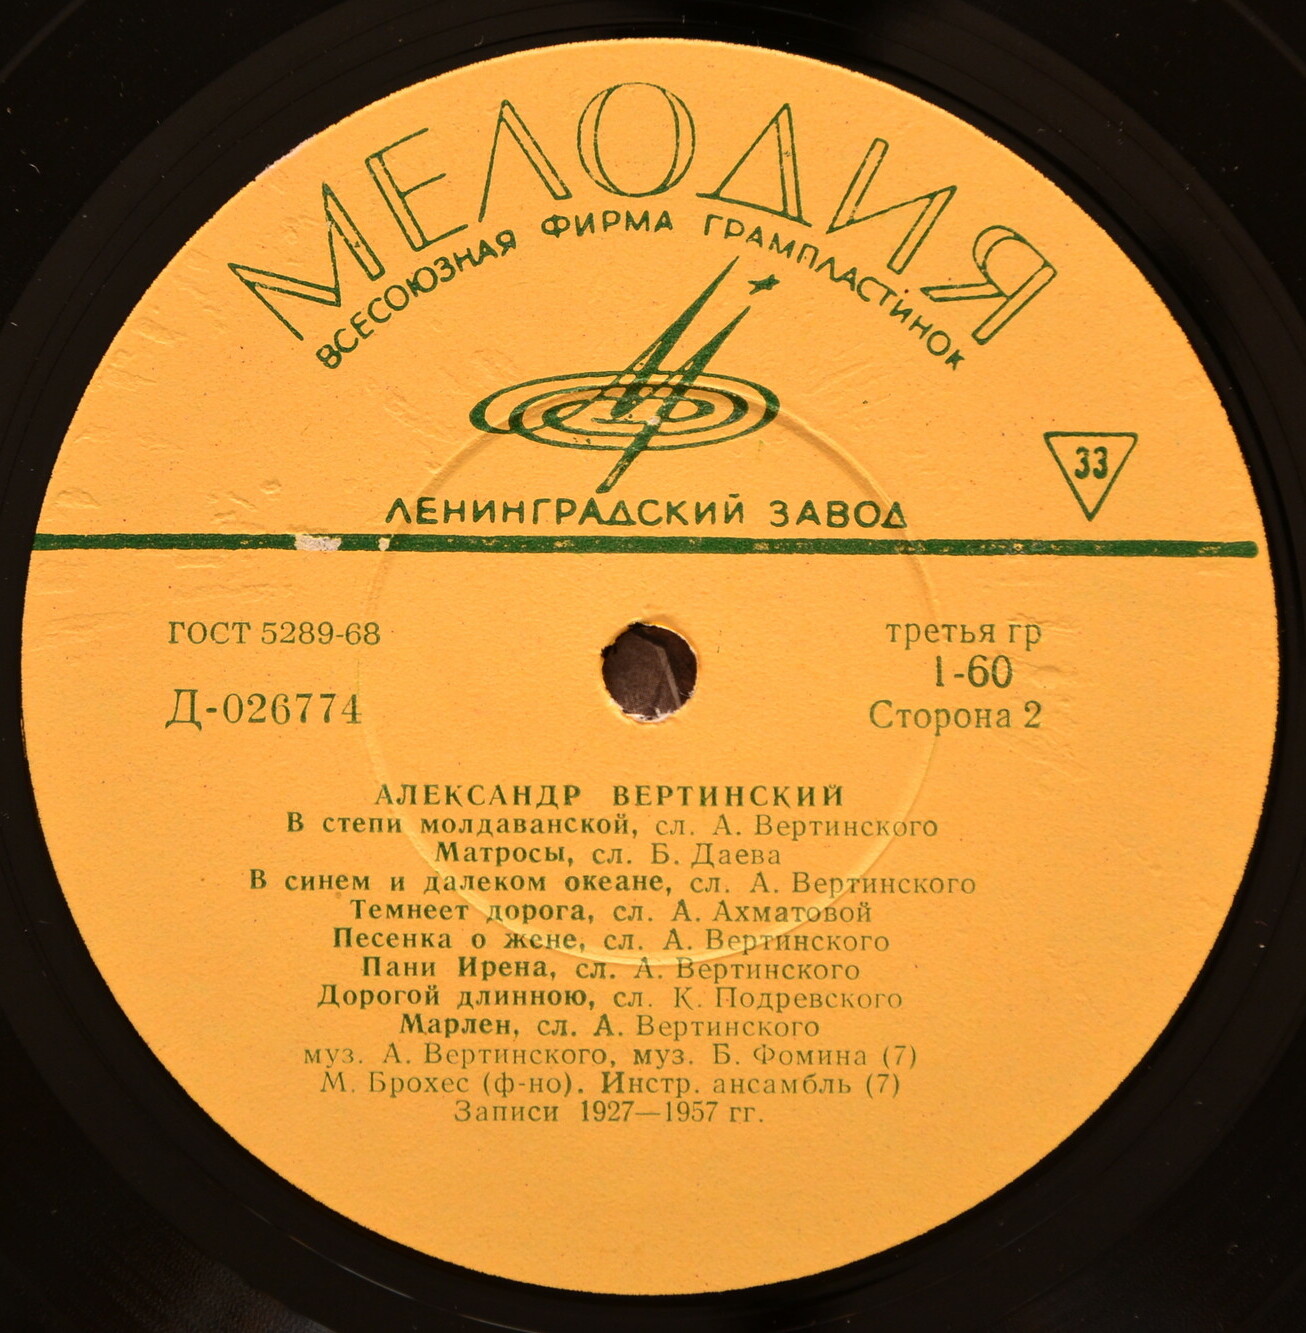 МЕЛОДИЯ
ВСЕСОЮЗНАЯ ФИРМА ГРАМПЛАСТИНОК
33
ЛЕНИНГРАДСКИЙ ЗАВОД
ГОСТ 5289-68
третья гр
1-60
Д-026774
Сторона 2
АЛЕКСАНДР ВЕРТИНСКИЙ
В степи молдаванской, сл. А. Вертинского
Матросы, сл. Б. Даева
В синем и далеком океане, сл. А. Вертинского
Темнеет дорога, сл. А. Ахматовой
Песенка о жене, сл. А. Вертинского
Пани Ирена, сл. А. Вертинского
Дорогой длинною, сл. К. Подревского
Марлен, сл. А. Вертинского
муз. А. Вертинского, муз. Б. Фомина (7)
М. Брохес (ф-но). Инстр. ансамбль (7)
Записи 1927—1957 гг.